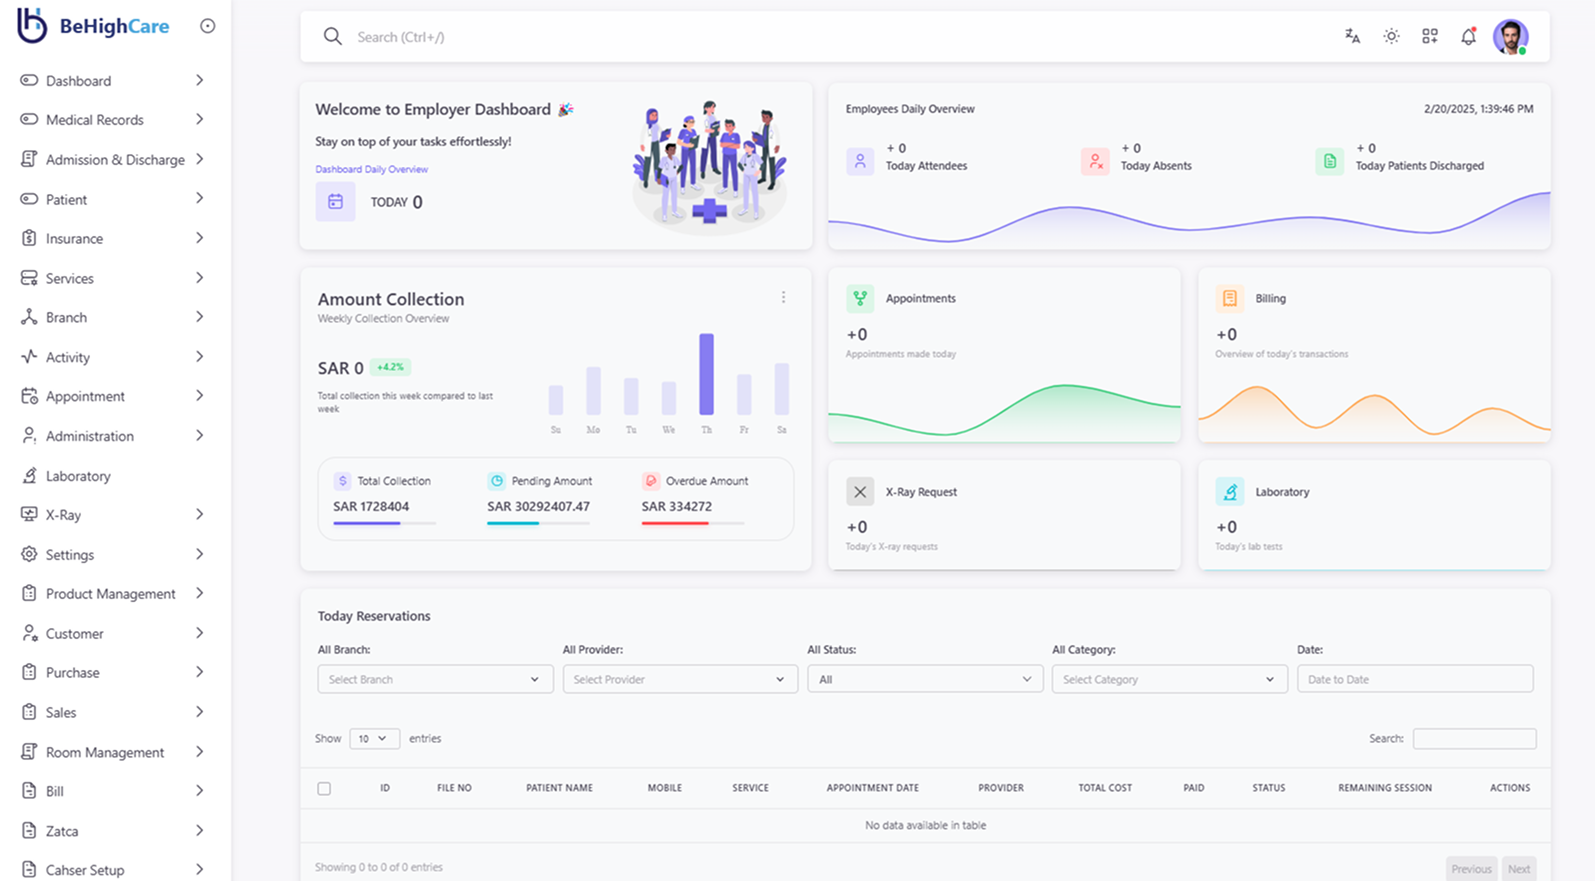 BeHighCare
Dashboard
Medical Records
Admission & Discharge
Patient
Insurance
Services
Branch
Activity
Appointment
Administration
Laboratory
X-Ray
Settings
Product Management
Customer
Purchase
Sales
Room Management
Bill
Zatca
Cahser Setup
Search (Ctrl+/)
Welcome to Employer Dashboard
Stay on top of your tasks effortlessly!
Dashboard Daily Overview
TODAY 0
Employees Daily Overview
2/20/2025, 1:39:46 PM
+ 0
Today Attendees
+ 0
Today Absents
+ 0
Today Patients Discharged
Amount Collection
Weekly Collection Overview
SAR 0 +4.2%
Total collection this week compared to last
week
Su Mo Tu We Th Fr Sa
Total Collection
SAR 1728404
Pending Amount
SAR 30292407.47
Overdue Amount
SAR 334272
Appointments
+0
Appointments made today
Billing
+0
Overview of today's transactions
X-Ray Request
+0
Today's X-ray requests
Laboratory
+0
Today's lab tests
Today Reservations
All Branch: All Provider: All Status: All Category: Date:
Select Branch Select Provider All Select Category Date to Date
Show 10 entries Search:
ID FILE NO PATIENT NAME MOBILE SERVICE APPOINTMENT DATE PROVIDER TOTAL COST PAID STATUS REMAINING SESSION ACTIONS
No data available in table
Showing 0 to 0 of 0 entries
Previous Next